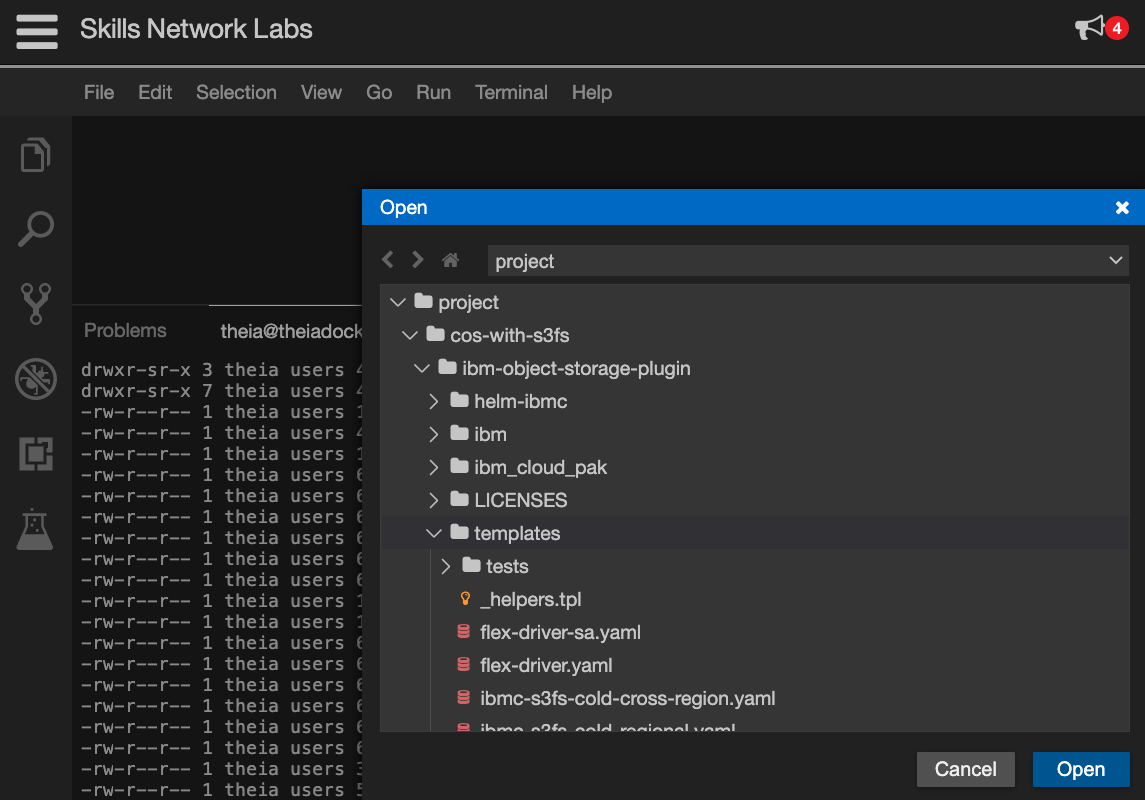 Skills Network Labs
4
File Edit Selection View Go Run Terminal Help
Open
project
project
cos-with-s3fs
ibm-object-storage-plugin
helm-ibmc
ibm
ibm_cloud_pak
LICENSES
templates
tests
_helpers.tpl
flex-driver-sa.yaml
flex-driver.yaml
ibmc-s3fs-cold-cross-region.yaml
ibmc-s3fs-cold-regional.yaml
Cancel Open
Problems theia@theiadock
drwxr-sr-x 3 theia users 4
drwxr-sr-x 7 theia users 4
-rw-r--r-- 1 theia users 1
-rw-r--r-- 1 theia users 4
-rw-r--r-- 1 theia users 1
-rw-r--r-- 1 theia users 6
-rw-r--r-- 1 theia users 6
-rw-r--r-- 1 theia users 6
-rw-r--r-- 1 theia users 6
-rw-r--r-- 1 theia users 6
-rw-r--r-- 1 theia users 6
-rw-r--r-- 1 theia users 1
-rw-r--r-- 1 theia users 1
-rw-r--r-- 1 theia users 6
-rw-r--r-- 1 theia users 6
-rw-r--r-- 1 theia users 6
-rw-r--r-- 1 theia users 6
-rw-r--r-- 1 theia users 6
-rw-r--r-- 1 theia users 6
-rw-r--r-- 1 theia users 3
-rw-r--r-- 1 theia users 5